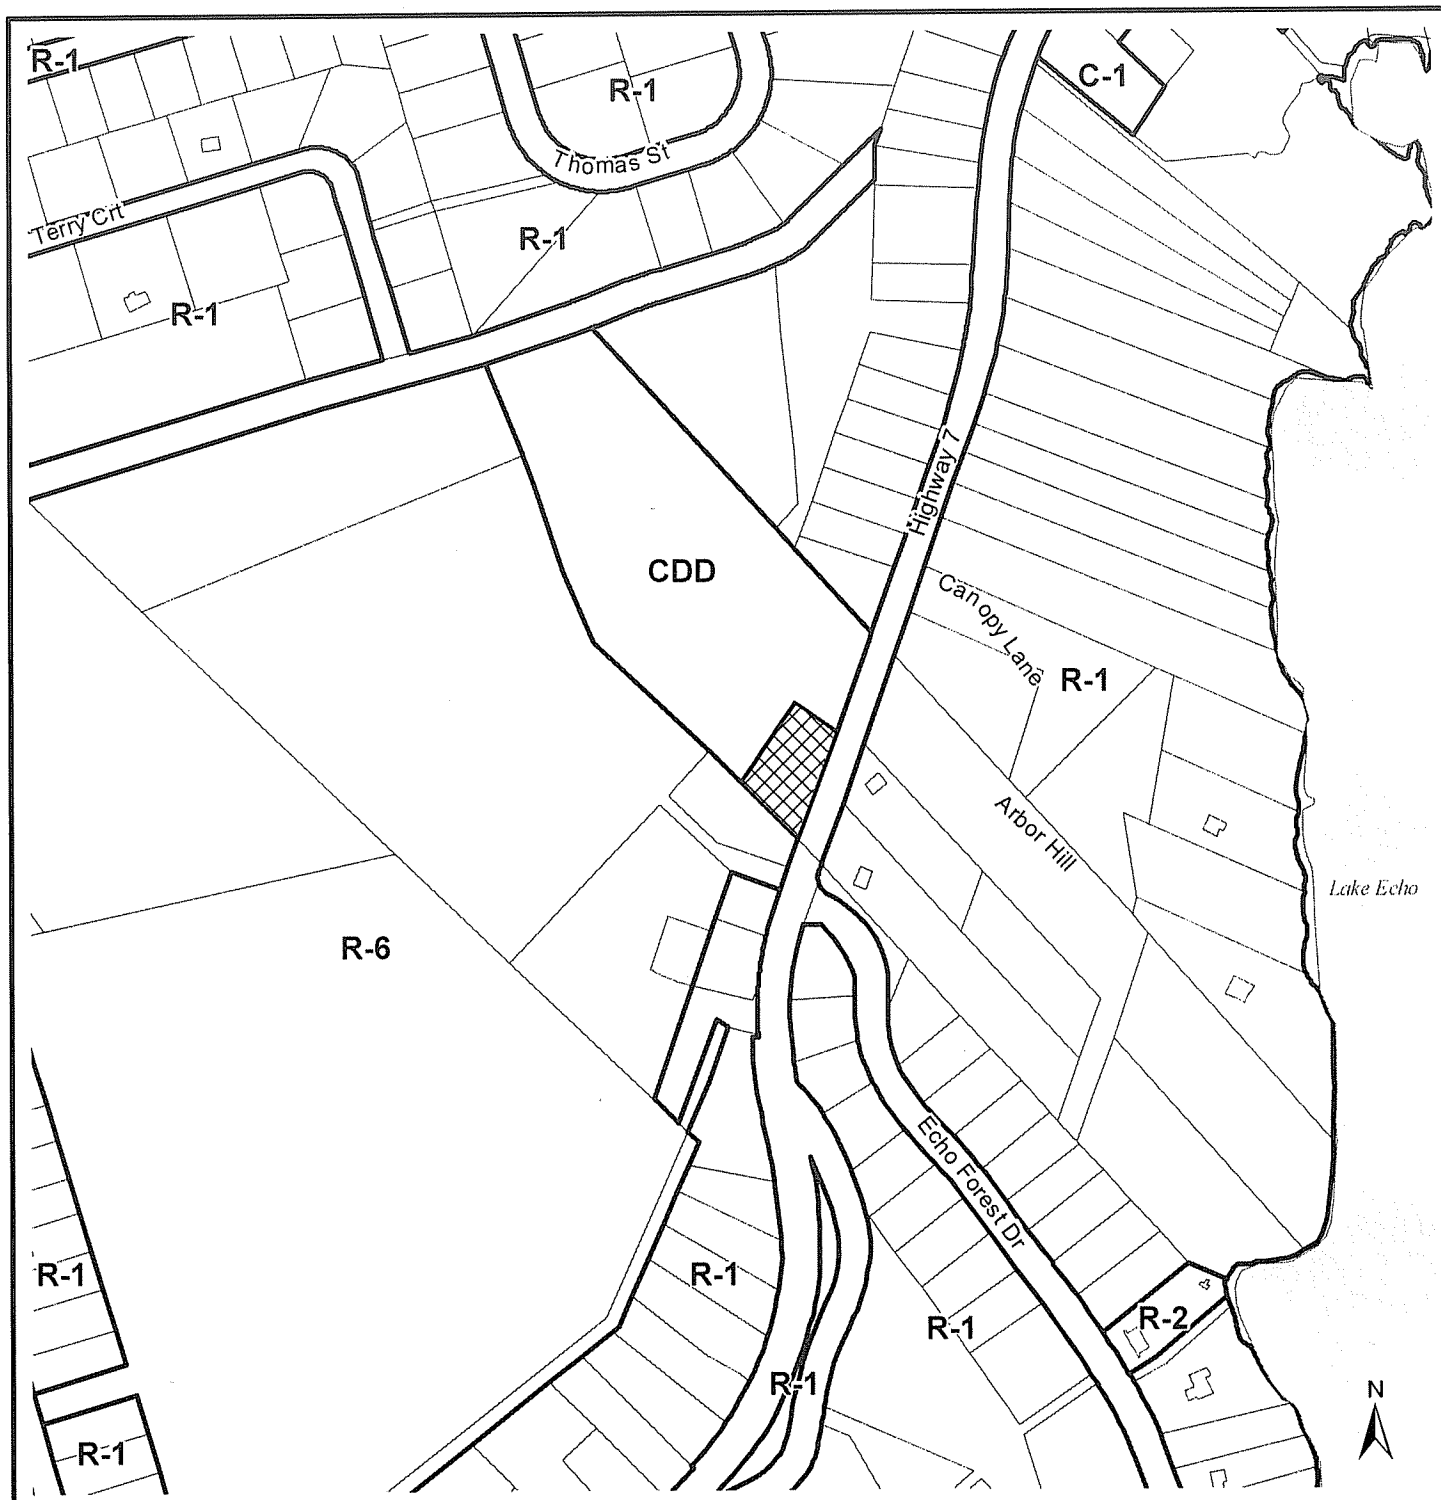 R-1
C-1
R-1
Thomas St
Terry Crt
R-1
R-1
Highway 7
CDD
Canopy Lane
R-1
Arbor Hill
Lake Echo
R-6
Echo Forest Dr
R-1
R-1
R-2
R-1
R-1
N
R-1